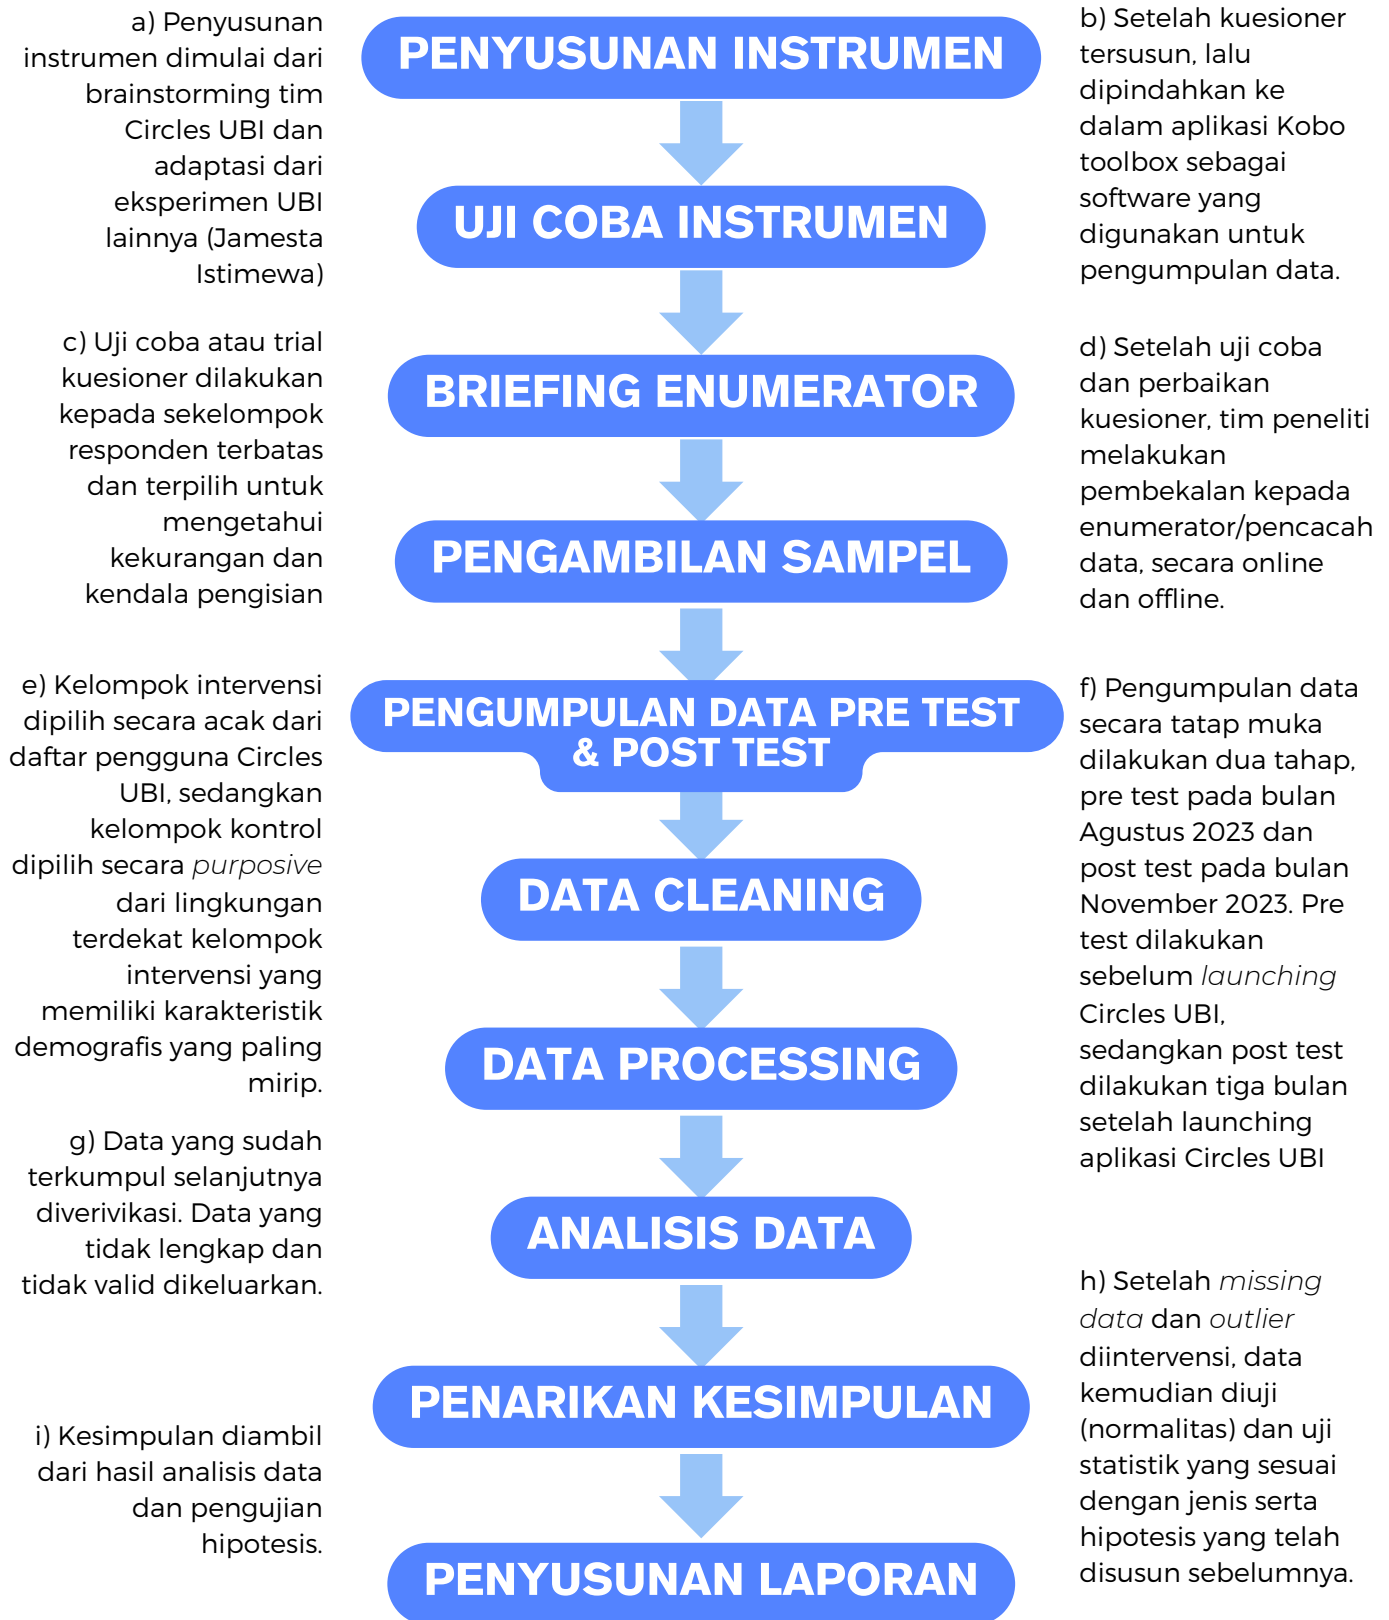 a) Penyusunan
instrumen dimulai dari
brainstorming tim
Circles UBI dan
adaptasi dari
eksperimen UBI
lainnya (Jamesta
Istimewa)
PENYUSUNAN INSTRUMEN
b) Setelah kuesioner
tersusun, lalu
dipindahkan ke
dalam aplikasi Kobo
toolbox sebagai
software yang
digunakan untuk
pengumpulan data.
UJI COBA INSTRUMEN
c) Uji coba atau trial
kuesioner dilakukan
kepada sekelompok
responden terbatas
dan terpilih untuk
mengetahui
kekurangan dan
kendala pengisian
BRIEFING ENUMERATOR
d) Setelah uji coba
dan perbaikan
kuesioner, tim peneliti
melakukan
pembekalan kepada
enumerator/pencacah
data, secara online
dan offline.
PENGAMBILAN SAMPEL
e) Kelompok intervensi
dipilih secara acak dari
daftar pengguna Circles
UBI, sedangkan
kelompok kontrol
dipilih secara purposive
dari lingkungan
terdekat kelompok
intervensi yang
memiliki karakteristik
demografis yang paling
mirip.
PENGUMPULAN DATA PRE TEST
& POST TEST
f) Pengumpulan data
secara tatap muka
dilakukan dua tahap,
pre test pada bulan
Agustus 2023 dan
post test pada bulan
November 2023. Pre
test dilakukan
sebelum launching
Circles UBI,
sedangkan post test
dilakukan tiga bulan
setelah launching
aplikasi Circles UBI
DATA CLEANING
DATA PROCESSING
g) Data yang sudah
terkumpul selanjutnya
diverivikasi. Data yang
tidak lengkap dan
tidak valid dikeluarkan.
ANALISIS DATA
h) Setelah missing
data dan outlier
diintervensi, data
kemudian diuji
(normalitas) dan uji
statistik yang sesuai
dengan jenis serta
hipotesis yang telah
disusun sebelumnya.
PENARIKAN KESIMPULAN
i) Kesimpulan diambil
dari hasil analisis data
dan pengujian
hipotesis.
PENYUSUNAN LAPORAN